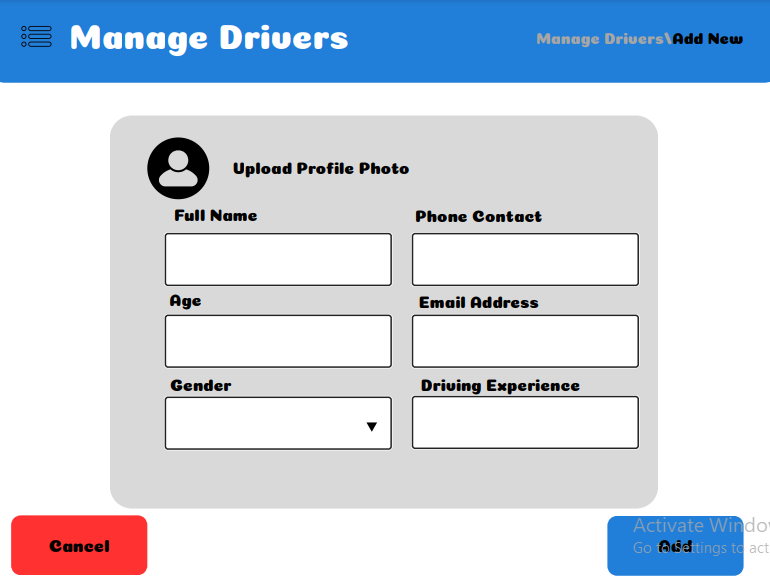 Manage Drivers
Manage Drivers\Add New
Upload Profile Photo
Full Name
Phone Contact
Age
Email Address
Gender
Driving Experience
Cancel
Add
Activate Windo
Go to Settings to act